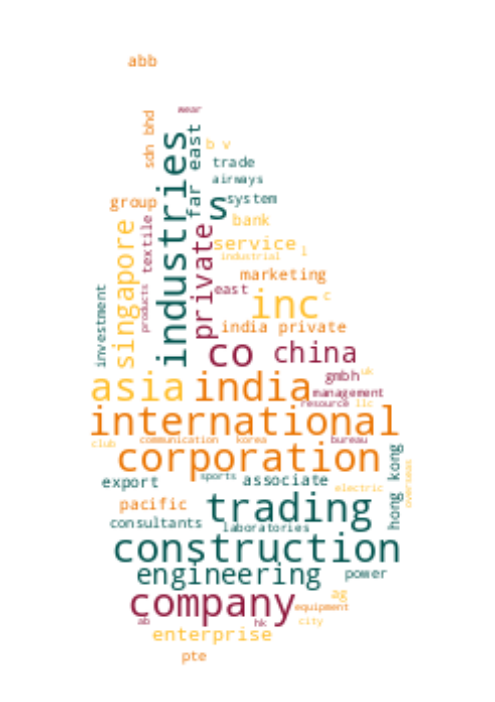 abb
wear
sdn bhd
industries
far east
b v
trade
airways
system
s
group
bank
textile
singapore
private
service
industrial
l
marketing
east
products
investment
inc
c
india private
co
china
gmbh
uk
asia
india
management
resource
llc
international
club
communication
korea
bureau
corporation
sports
associate
export
electric
hong kong
overseas
pacific
trading
consultants
laboratories
construction
engineering
power
company
ag
equipment
ab
hk
city
enterprise
pte